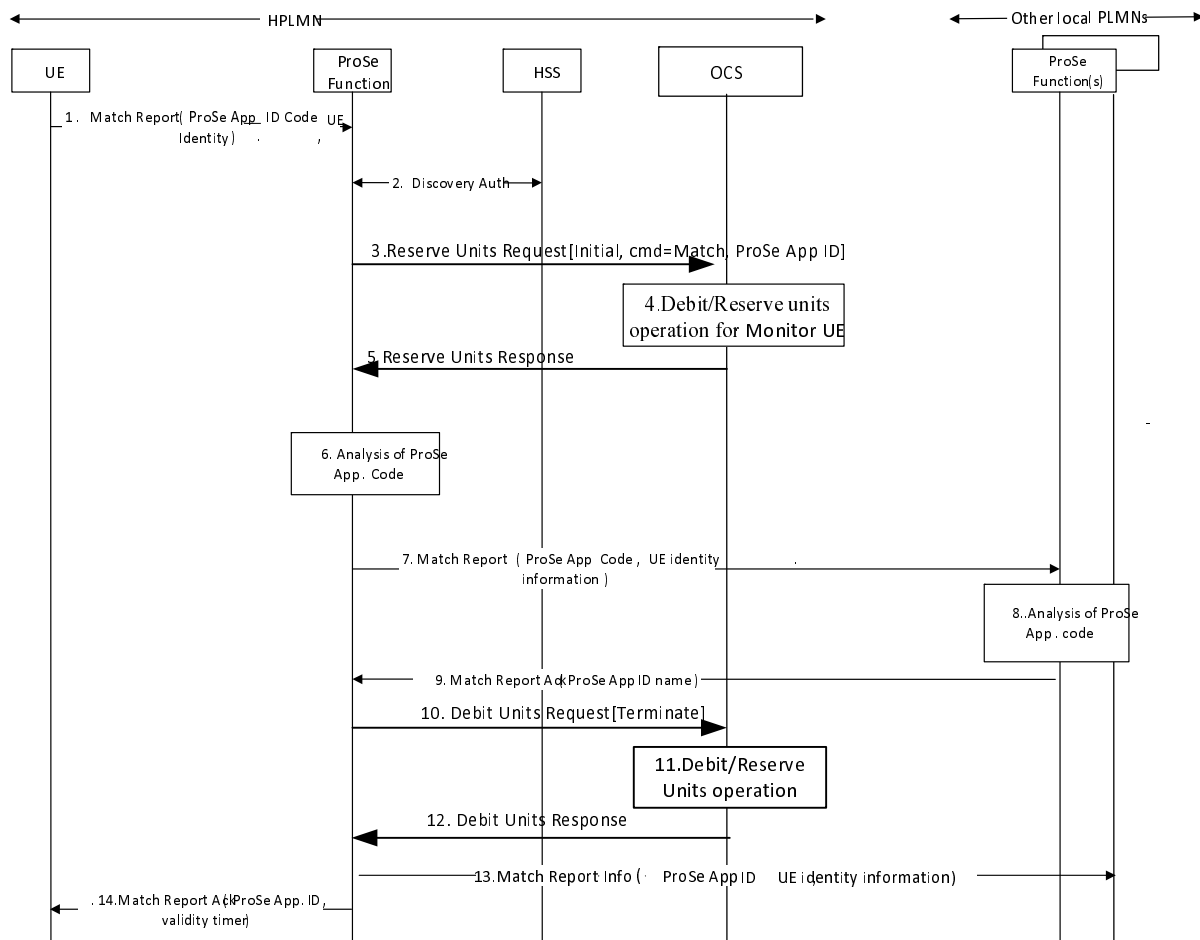 HPLMN
Other local PLMNs
UE
ProSe
Function
HSS
OCS
ProSe
Function(s)
1. Match Report( ProSe App ID Code , UE
Identity)
2. Discovery Auth
3.Reserve Units Request[Initial, cmd=Match, ProSe App ID]
4.Debit/Reserve units
operation for Monitor UE
5.Reserve Units Response
6. Analysis of ProSe
App. Code
7. Match Report ( ProSe App Code , UE identity
information )
8..Analysis of ProSe
App. code
9. Match Report Ack(ProSe App ID name)
10. Debit Units Request[Terminate]
11.Debit/Reserve
Units operation
12. Debit Units Response
13.Match Report Info ( ProSe App ID UE identity information)
. 14.Match Report Ack(ProSe App. ID,
validity timer)